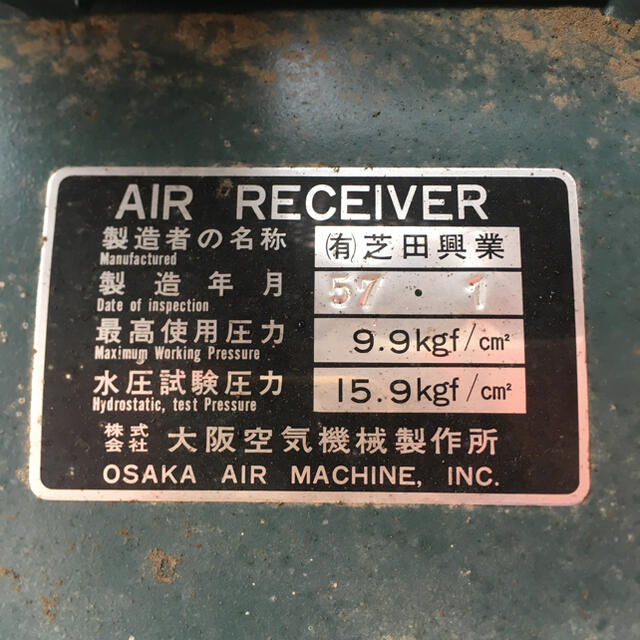 AIR RECEIVER
製造者の名称 ㈲芝田興業
Manufactured
製造年月 57・1
Date of inspection
最高使用圧力 9.9kgf/cm²
Maximum Working Pressure
水圧試験圧力 15.9kgf/cm²
Hydrostatic, test Pressure
株式会社 大阪空気機械製作所
OSAKA AIR MACHINE, INC.